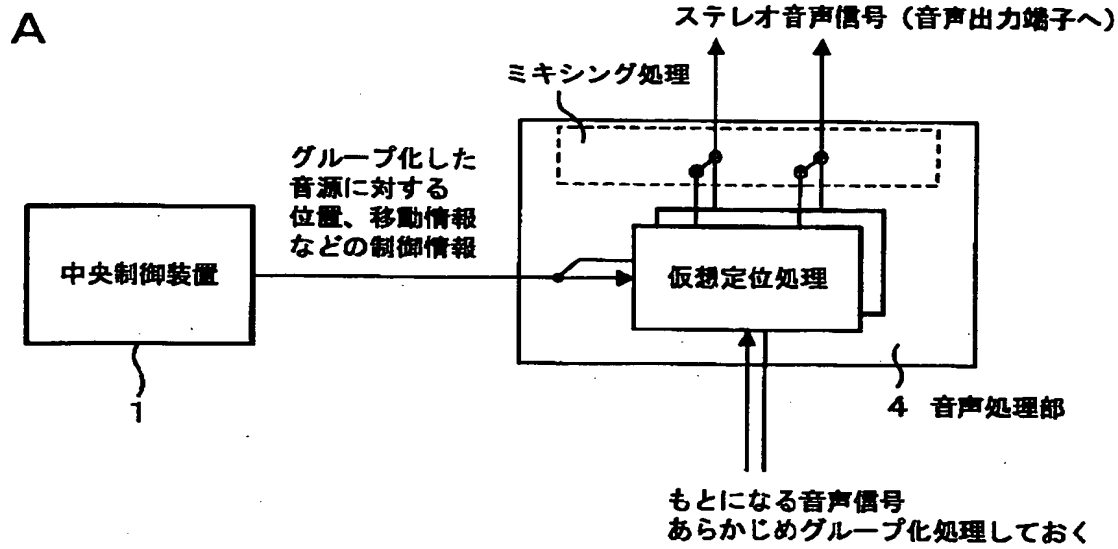 A
ステレオ音声信号（音声出力端子へ）
ミキシング処理
グループ化した
音源に対する
位置、移動情報
などの制御情報
中央制御装置
仮想定位処理
1
4 音声処理部
もとになる音声信号
あらかじめグループ化処理しておく